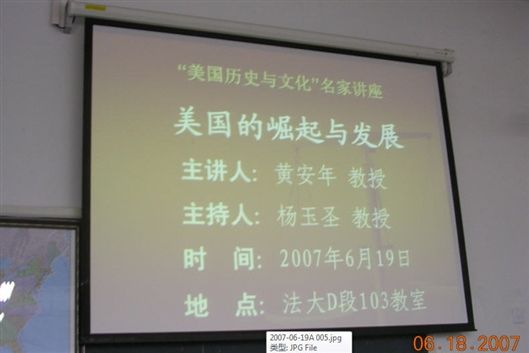 “美国历史与文化”名家讲座
美国的崛起与发展
主讲人：黄安年 教授
主持人：杨玉圣 教授
时 间：2007年6月19日
地 点：法大D段103教室
2007-06-19A 005.jpg
类型: JPG File
06.18.2007